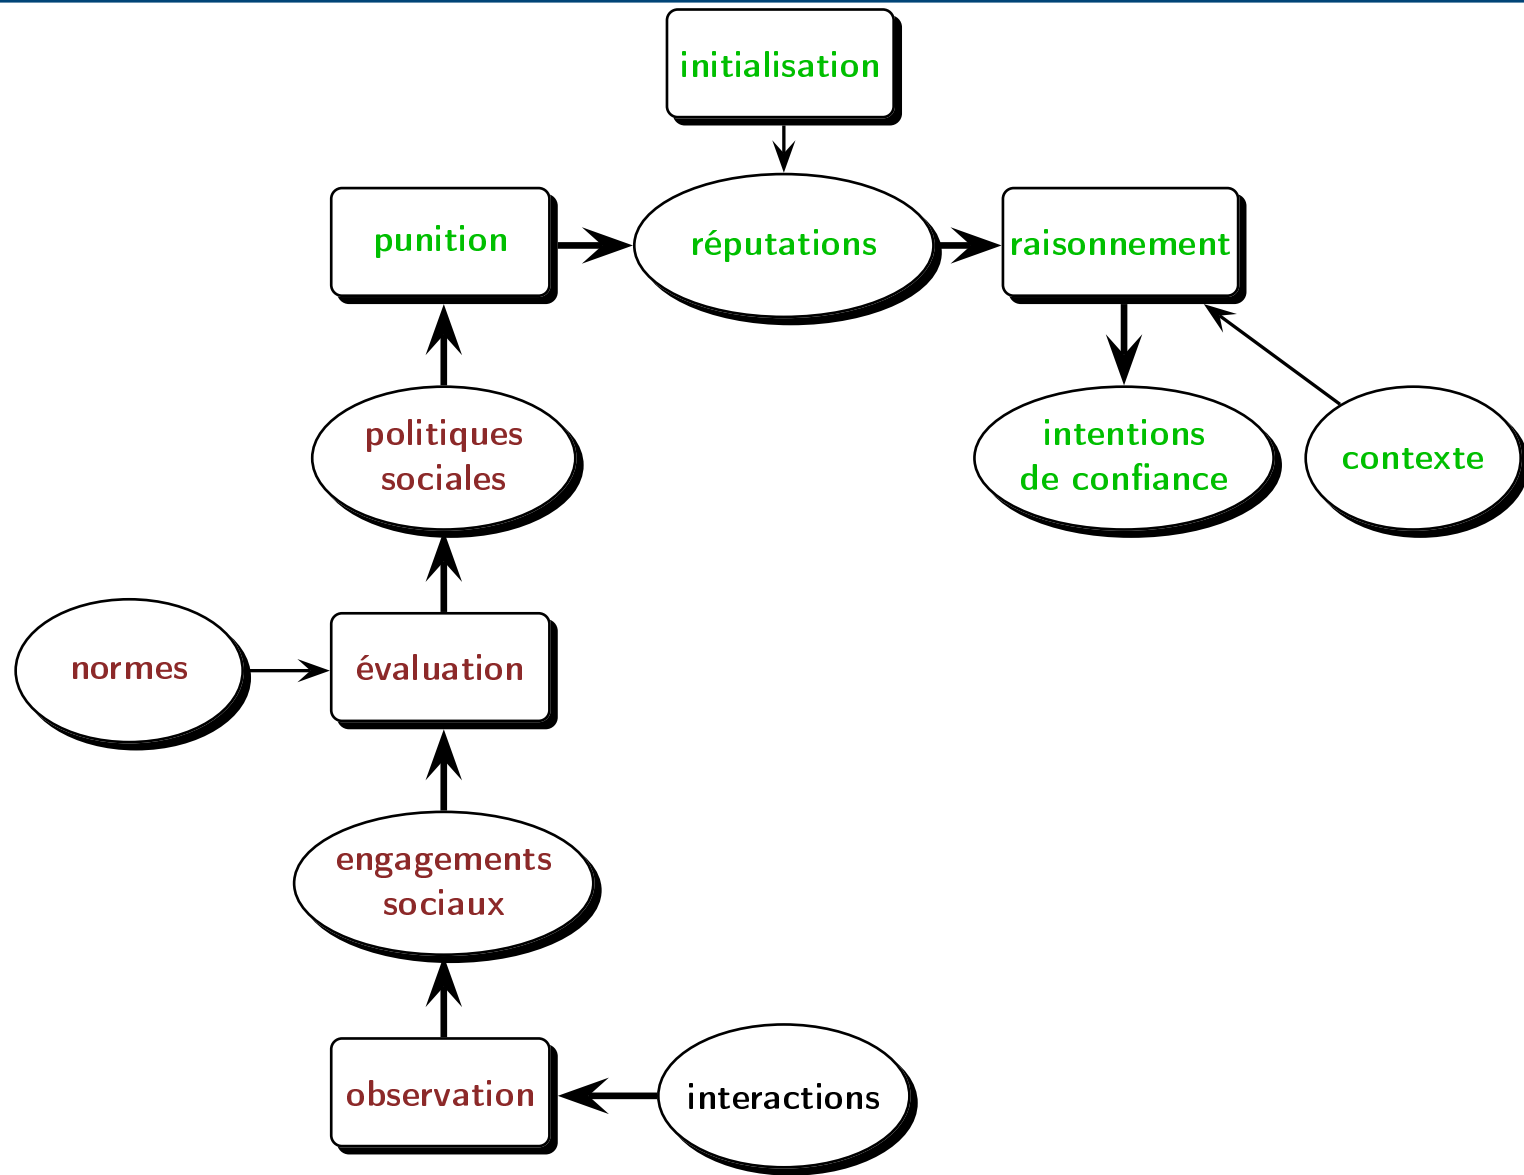 initialisation
punition
réputations
raisonnement
politiques
sociales
intentions
de confiance
contexte
normes
évaluation
engagements
sociaux
observation
interactions